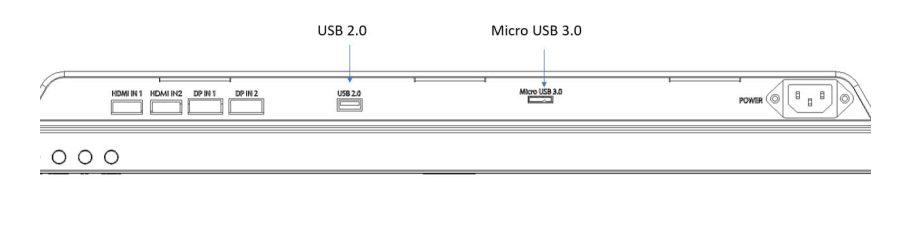 USB 2.0 Micro USB 3.0
HDMI IN 1 HDMI IN2 DP IN 1 DP IN 2 USB 2.0 Micro USB 3.0
POWER